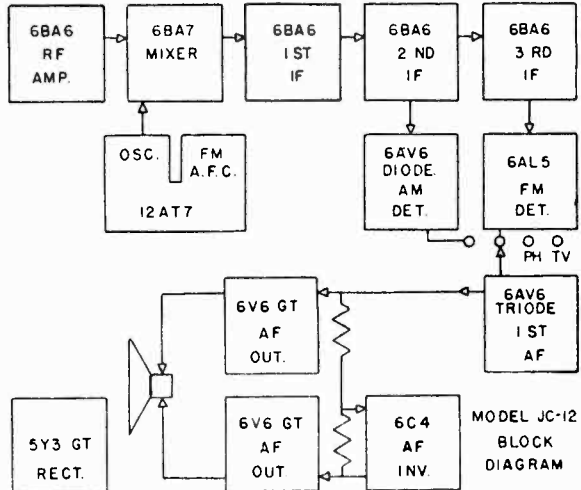 6BA6
RF
AMP.
6BA7
MIXER
6BA6
1 ST
IF
6BA6
2 ND
IF
6BA6
3 RD
IF
OSC.
FM
A.F.C.
12AT7
6AV6
DIODE.
AM
DET.
6AL5
FM
DET.
PH TV
6V6 GT
AF
OUT.
6AV6
TRIODE
1 ST
AF
5Y3 GT
RECT.
6V6 GT
AF
OUT.
6C4
AF
INV.
MODEL JC-12
BLOCK
DIAGRAM